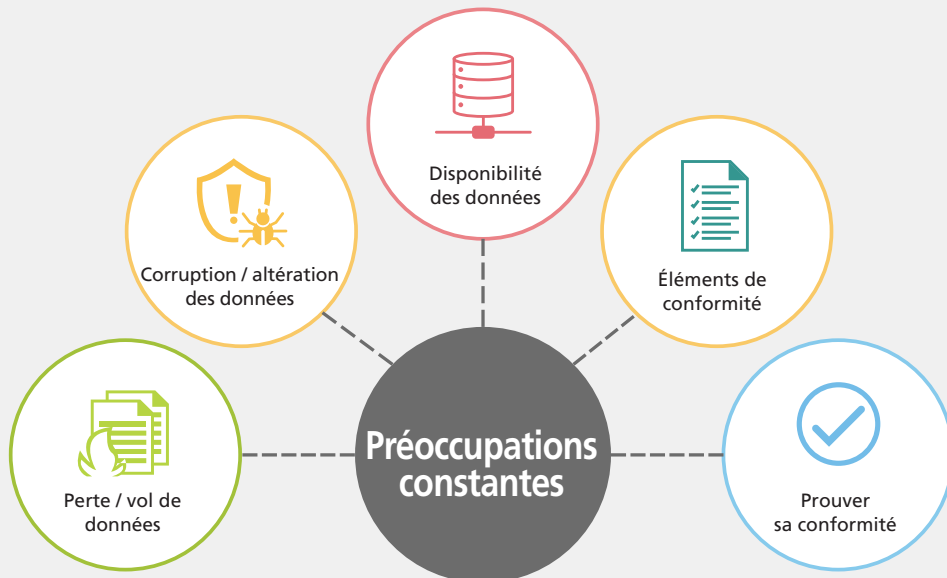 Disponibilité
des données
Corruption / altération
des données
Éléments de
conformité
Préoccupations
constantes
Perte / vol de
données
Prouver
sa conformité